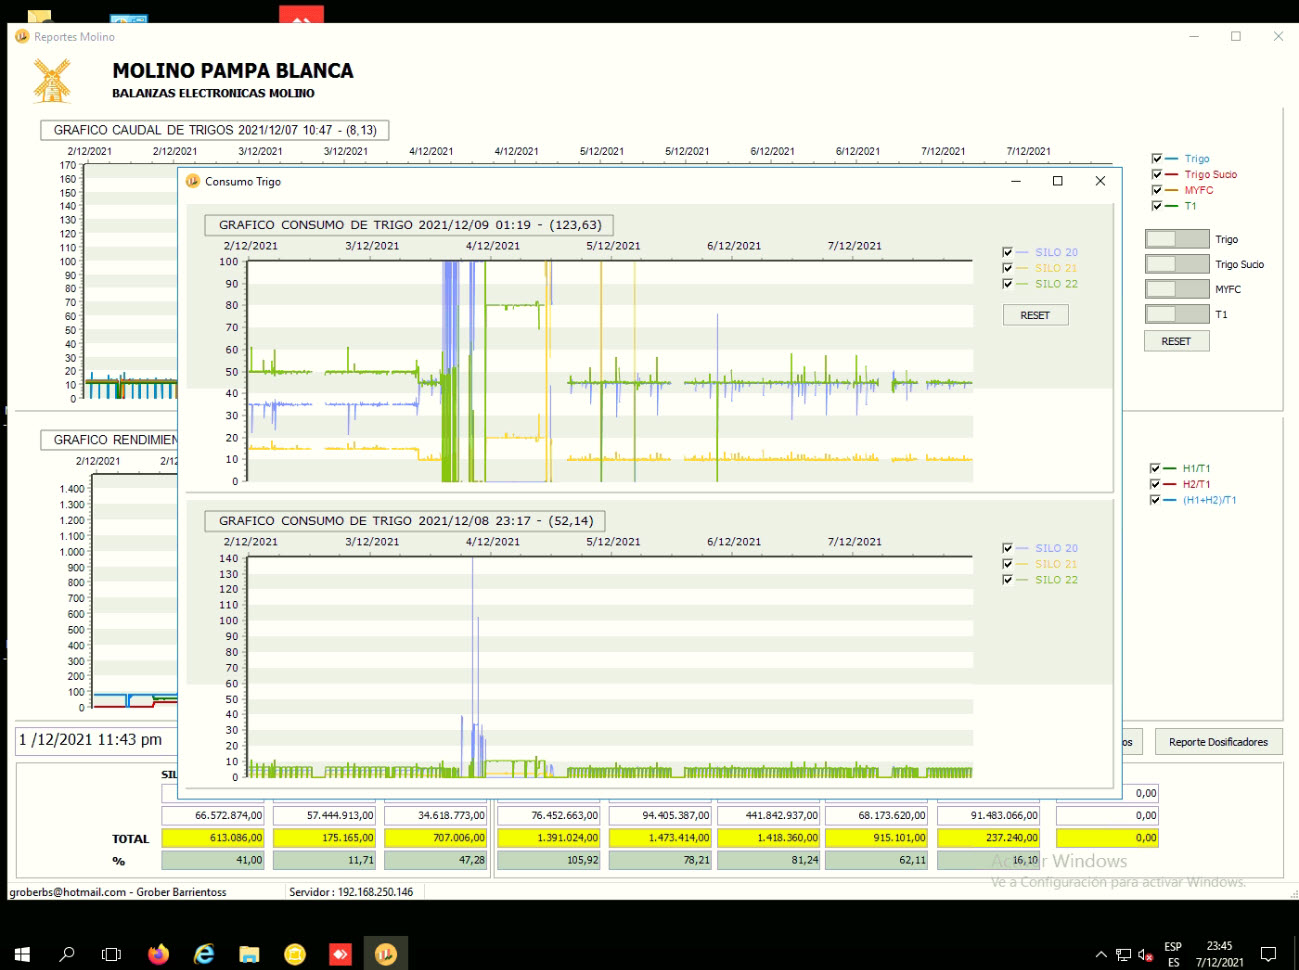 Reportes Molino
MOLINO PAMPA BLANCA
BALANZAS ELECTRONICAS MOLINO
GRAFICO CAUDAL DE TRIGOS 2021/12/07 10:47 - (8,13)
2/12/2021 2/12/2021 3/12/2021 3/12/2021 4/12/2021 4/12/2021 5/12/2021 5/12/2021 6/12/2021 6/12/2021 7/12/2021 7/12/2021
170
160
150
140
130
120
110
100
90
80
70
60
50
40
30
20
10
0
Trigo
Trigo Sucio
MYFC
T1
Trigo
Trigo Sucio
MYFC
T1
RESET
Consumo Trigo
GRAFICO CONSUMO DE TRIGO 2021/12/09 01:19 - (123,63)
2/12/2021 3/12/2021 4/12/2021 5/12/2021 6/12/2021 7/12/2021
100
90
80
70
60
50
40
30
20
10
0
SILO 20
SILO 21
SILO 22
RESET
GRAFICO CONSUMO DE TRIGO 2021/12/08 23:17 - (52,14)
2/12/2021 3/12/2021 4/12/2021 5/12/2021 6/12/2021 7/12/2021
140
130
120
110
100
90
80
70
60
50
40
30
20
10
0
SILO 20
SILO 21
SILO 22
GRAFICO RENDIMIEN
2/12/2021 2/12
1.400
1.300
1.200
1.100
1.000
900
800
700
600
500
400
300
200
100
0
H1/T1
H2/T1
(H1+H2)/T1
1 /12/2021 11:43 pm
os
Reporte Dosificadores
SIL
0,00
66.572.874,00 57.444.913,00 34.618.773,00 76.452.663,00 94.405.387,00 441.842.937,00 68.173.620,00 91.483.066,00 0,00
TOTAL 613.086,00 175.165,00 707.006,00 1.391.024,00 1.473.414,00 1.418.360,00 915.101,00 237.240,00 0,00
% 41,00 11,71 47,28 105,92 78,21 81,24 62,11 16,10
Activar Windows
Ve a Configuración para activar Windows.
groberbs@hotmail.com - Grober Barrientoss
Servidor : 192.168.250.146
ESP
ES
23:45
7/12/2021